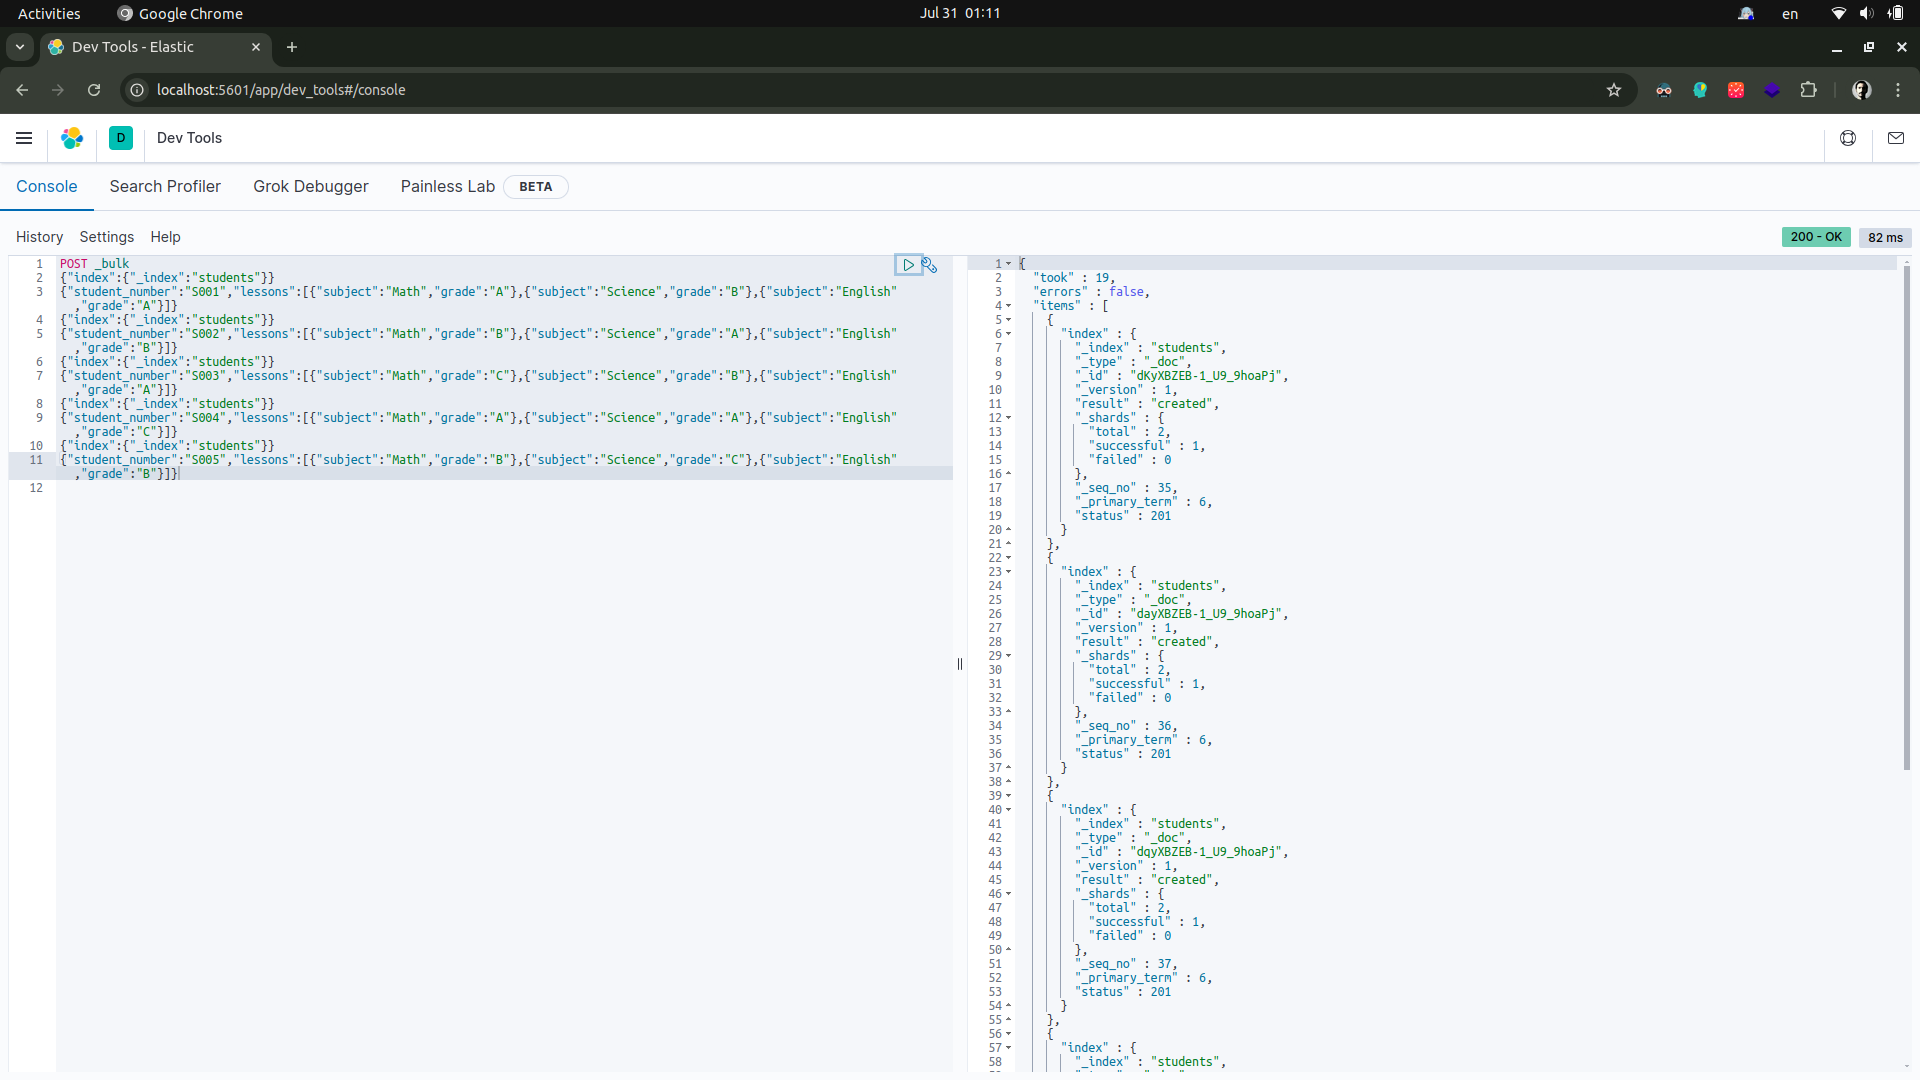 Activities
Google Chrome
Jul 31 01:11
en
Dev Tools - Elastic
localhost:5601/app/dev_tools#/console
D
Dev Tools
Console
Search Profiler
Grok Debugger
Painless Lab
BETA
History
Settings
Help
200 - OK
82 ms
1 POST _bulk
2 {"index":{"_index":"students"}}
3 {"student_number":"S001","lessons":[{"subject":"Math","grade":"A"},{"subject":"Science","grade":"B"},{"subject":"English"
,"grade":"A"}]}
4 {"index":{"_index":"students"}}
5 {"student_number":"S002","lessons":[{"subject":"Math","grade":"B"},{"subject":"Science","grade":"A"},{"subject":"English"
,"grade":"B"}]}
6 {"index":{"_index":"students"}}
7 {"student_number":"S003","lessons":[{"subject":"Math","grade":"C"},{"subject":"Science","grade":"B"},{"subject":"English"
,"grade":"A"}]}
8 {"index":{"_index":"students"}}
9 {"student_number":"S004","lessons":[{"subject":"Math","grade":"A"},{"subject":"Science","grade":"A"},{"subject":"English"
,"grade":"C"}]}
10 {"index":{"_index":"students"}}
11 {"student_number":"S005","lessons":[{"subject":"Math","grade":"B"},{"subject":"Science","grade":"C"},{"subject":"English"
,"grade":"B"}]}
12
1 {
2 "took" : 19,
3 "errors" : false,
4 "items" : [
5 {
6 "index" : {
7 "_index" : "students",
8 "_type" : "_doc",
9 "_id" : "dKyXBZEB-1_U9_9hoaPj",
10 "_version" : 1,
11 "result" : "created",
12 "_shards" : {
13 "total" : 2,
14 "successful" : 1,
15 "failed" : 0
16 },
17 "_seq_no" : 35,
18 "_primary_term" : 6,
19 "status" : 201
20 }
21 },
22 {
23 "index" : {
24 "_index" : "students",
25 "_type" : "_doc",
26 "_id" : "dayXBZEB-1_U9_9hoaPj",
27 "_version" : 1,
28 "result" : "created",
29 "_shards" : {
30 "total" : 2,
31 "successful" : 1,
32 "failed" : 0
33 },
34 "_seq_no" : 36,
35 "_primary_term" : 6,
36 "status" : 201
37 }
38 },
39 {
40 "index" : {
41 "_index" : "students",
42 "_type" : "_doc",
43 "_id" : "dqyXBZEB-1_U9_9hoaPj",
44 "_version" : 1,
45 "result" : "created",
46 "_shards" : {
47 "total" : 2,
48 "successful" : 1,
49 "failed" : 0
50 },
51 "_seq_no" : 37,
52 "_primary_term" : 6,
53 "status" : 201
54 }
55 },
56 {
57 "index" : {
58 "_index" : "students",